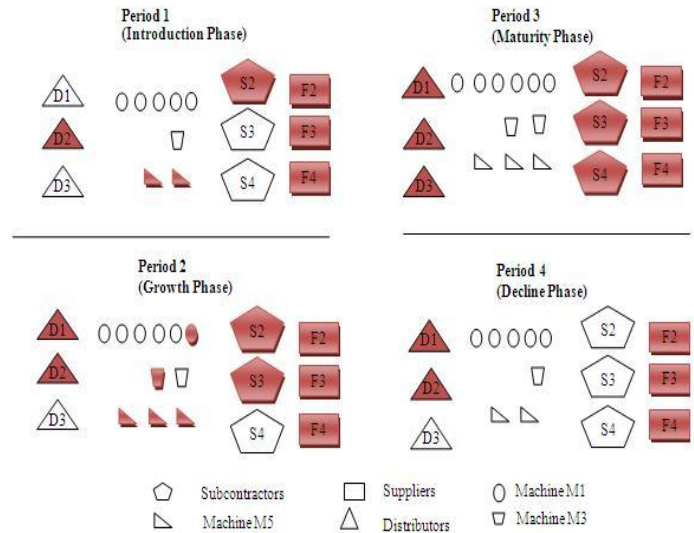 Period 1
(Introduction Phase)
D1
D2
D3
S2
S3
S4
F2
F3
F4
Period 3
(Maturity Phase)
D1
D2
D3
S2
S3
S4
F2
F3
F4
Period 2
(Growth Phase)
D1
D2
D3
S2
S3
S4
F2
F3
F4
Period 4
(Decline Phase)
D1
D2
D3
S2
S3
S4
F2
F3
F4
Subcontractors
Suppliers
Machine M1
Machine M5
Distributors
Machine M3